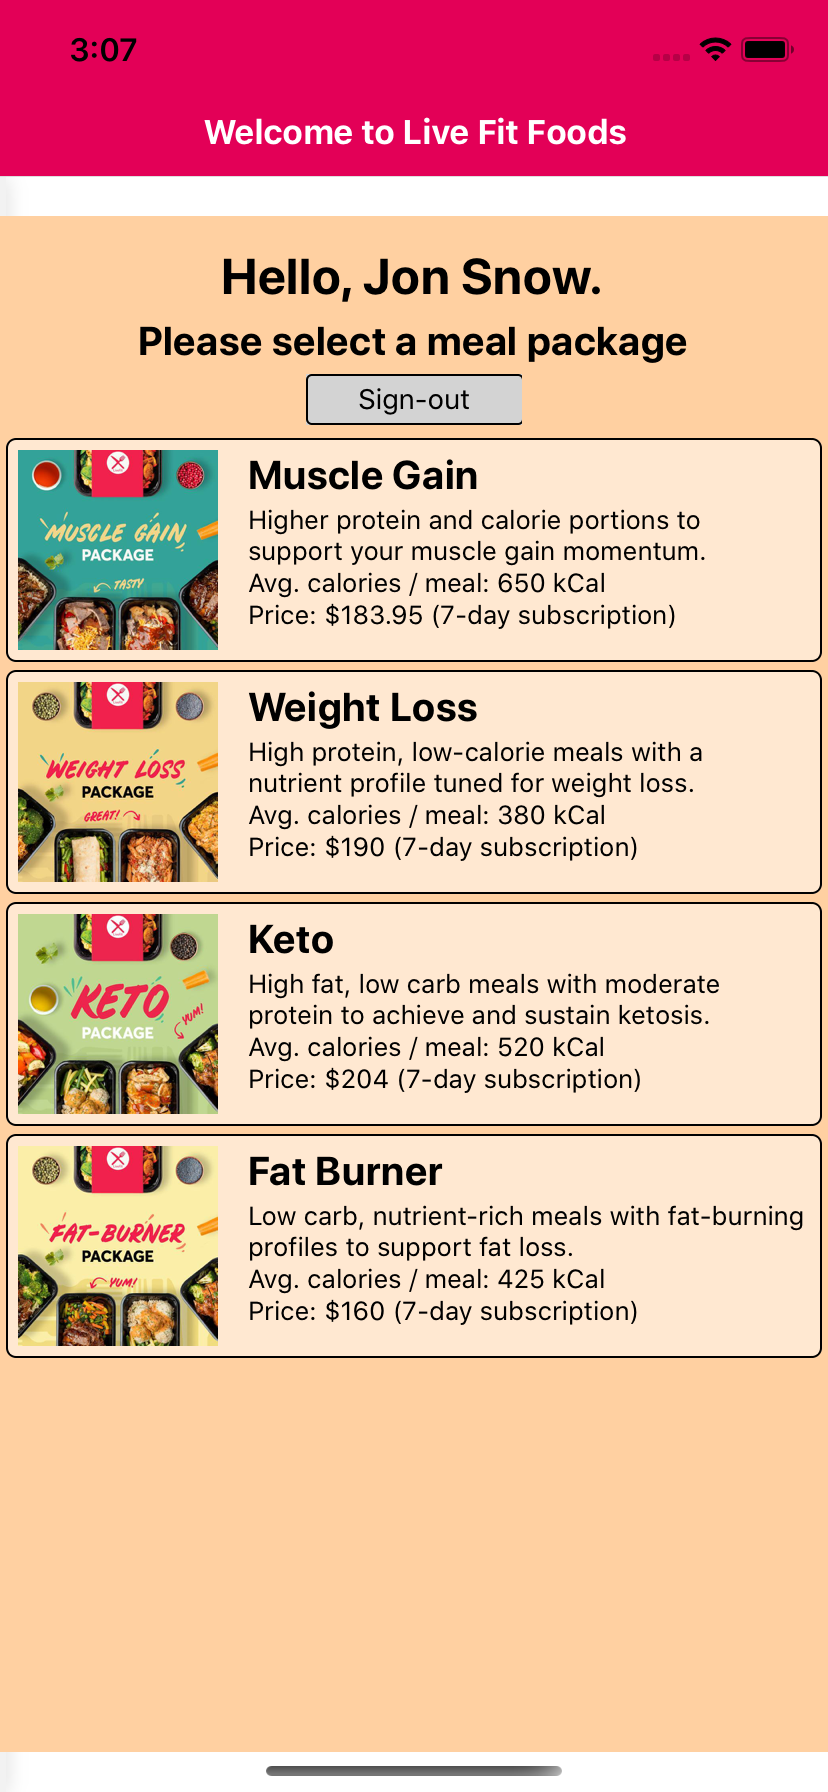 3:07
Welcome to Live Fit Foods
Hello, Jon Snow.
Please select a meal package
Sign-out
MUSCLE GAIN
PACKAGE
TASTY
Muscle Gain
Higher protein and calorie portions to
support your muscle gain momentum.
Avg. calories / meal: 650 kCal
Price: $183.95 (7-day subscription)
WEIGHT LOSS
PACKAGE
GREAT!
Weight Loss
High protein, low-calorie meals with a
nutrient profile tuned for weight loss.
Avg. calories / meal: 380 kCal
Price: $190 (7-day subscription)
KETO
PACKAGE
YUM!
Keto
High fat, low carb meals with moderate
protein to achieve and sustain ketosis.
Avg. calories / meal: 520 kCal
Price: $204 (7-day subscription)
FAT-BURNER
PACKAGE
YUM!
Fat Burner
Low carb, nutrient-rich meals with fat-burning
profiles to support fat loss.
Avg. calories / meal: 425 kCal
Price: $160 (7-day subscription)